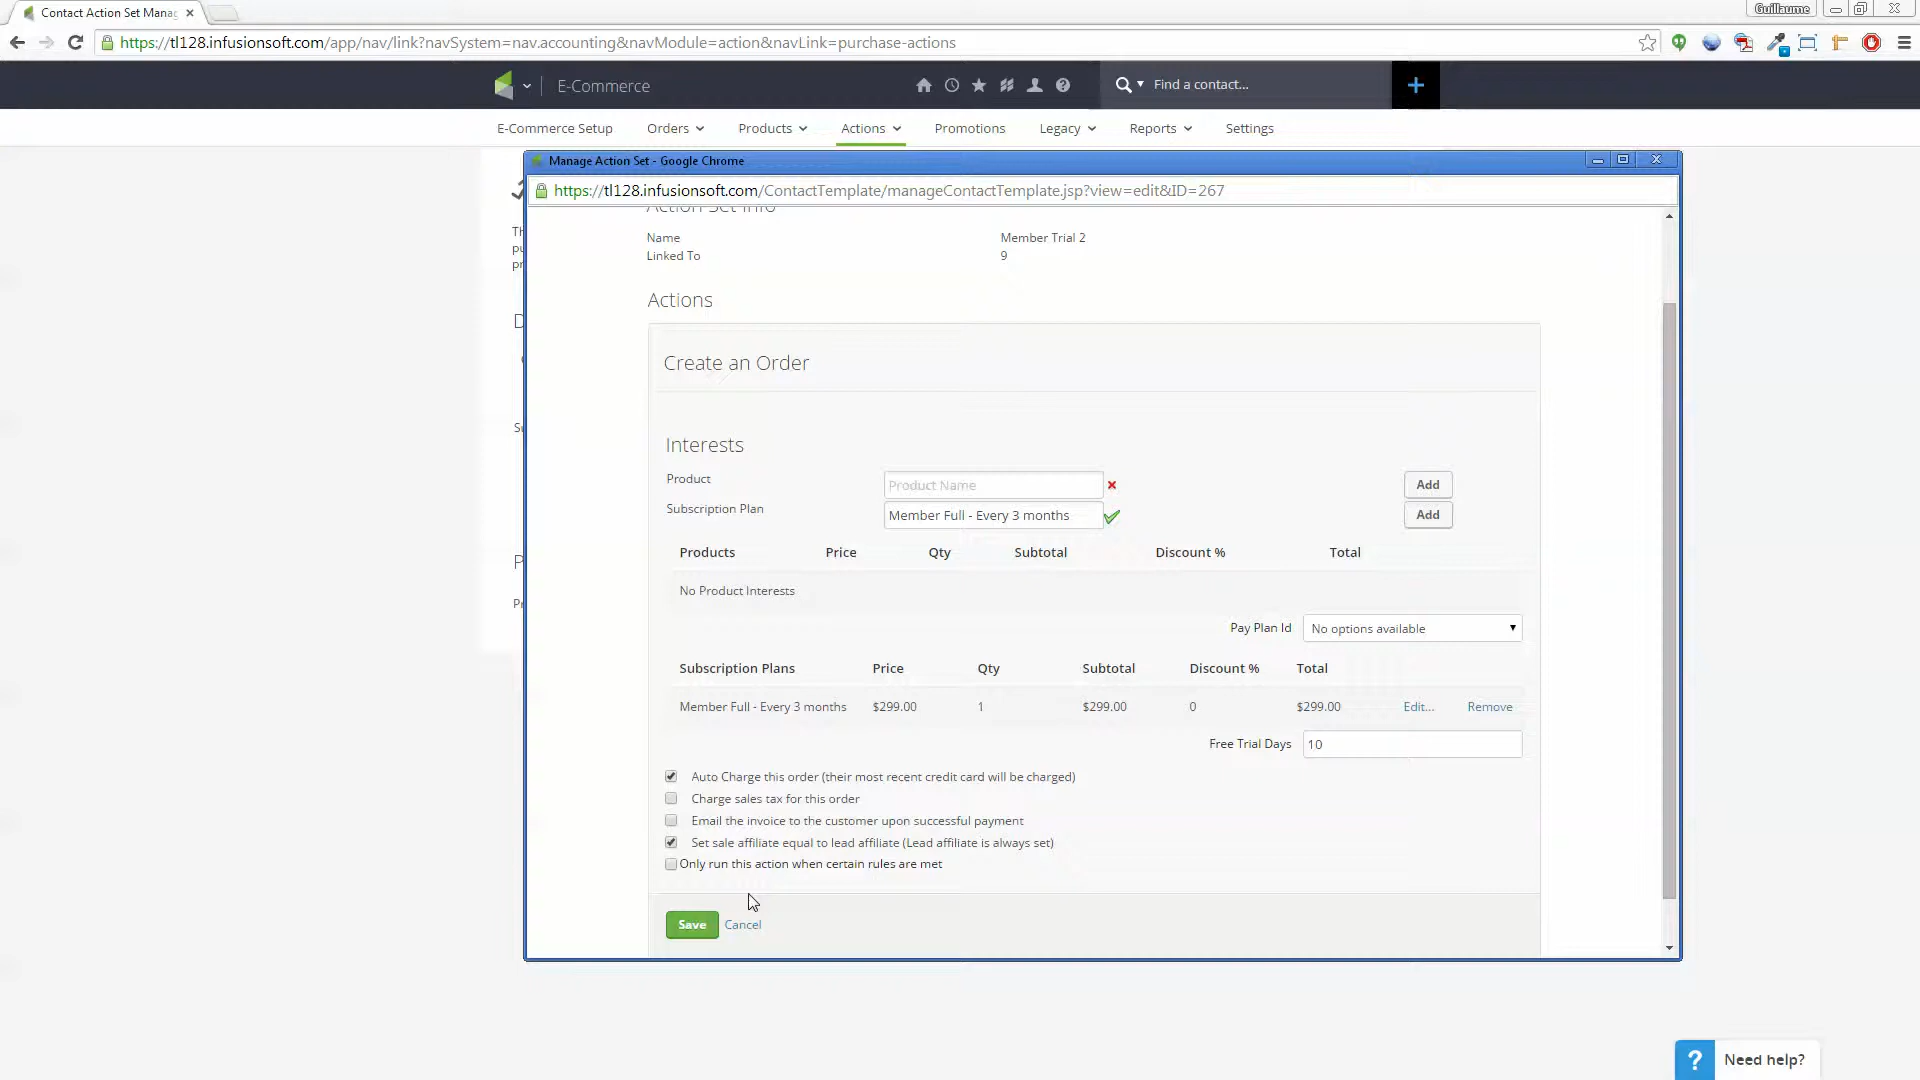 Contact Action Set Mana
Guillaume
https://tl128.infusionsoft.com/app/nav/link?navSystem=nav.accounting&navModule=action&navLink=purchase-actions
E-Commerce
Find a contact...
+
E-Commerce Setup Orders Products Actions Promotions Legacy Reports Settings
Manage Action Set - Google Chrome
https://tl128.infusionsoft.com/ContactTemplate/manageContactTemplate.jsp?view=edit&ID=267
Action Set Info
Name Member Trial 2
Linked To 9
Actions
Create an Order
Interests
Product Product Name Add
Subscription Plan Member Full - Every 3 months Add
Products Price Qty Subtotal Discount % Total
No Product Interests
Pay Plan Id No options available
Subscription Plans Price Qty Subtotal Discount % Total
Member Full - Every 3 months $299.00 1 $299.00 0 $299.00 Edit... Remove
Free Trial Days 10
Auto Charge this order (their most recent credit card will be charged)
Charge sales tax for this order
Email the invoice to the customer upon successful payment
Set sale affiliate equal to lead affiliate (Lead affiliate is always set)
Only run this action when certain rules are met
Save Cancel
? Need help?